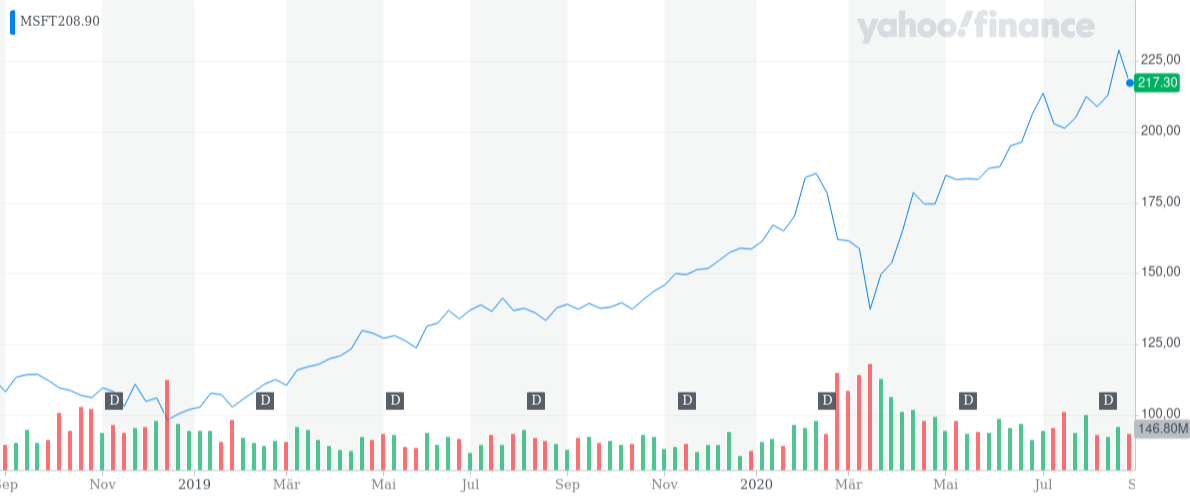 MSFT208.90
yahoo!finance
225,00
217.30
200,00
175,00
150,00
125,00
100,00
146.80M
D D D D D D D D
Sep Nov 2019 Mär Mai Jul Sep Nov 2020 Mär Mai Jul S